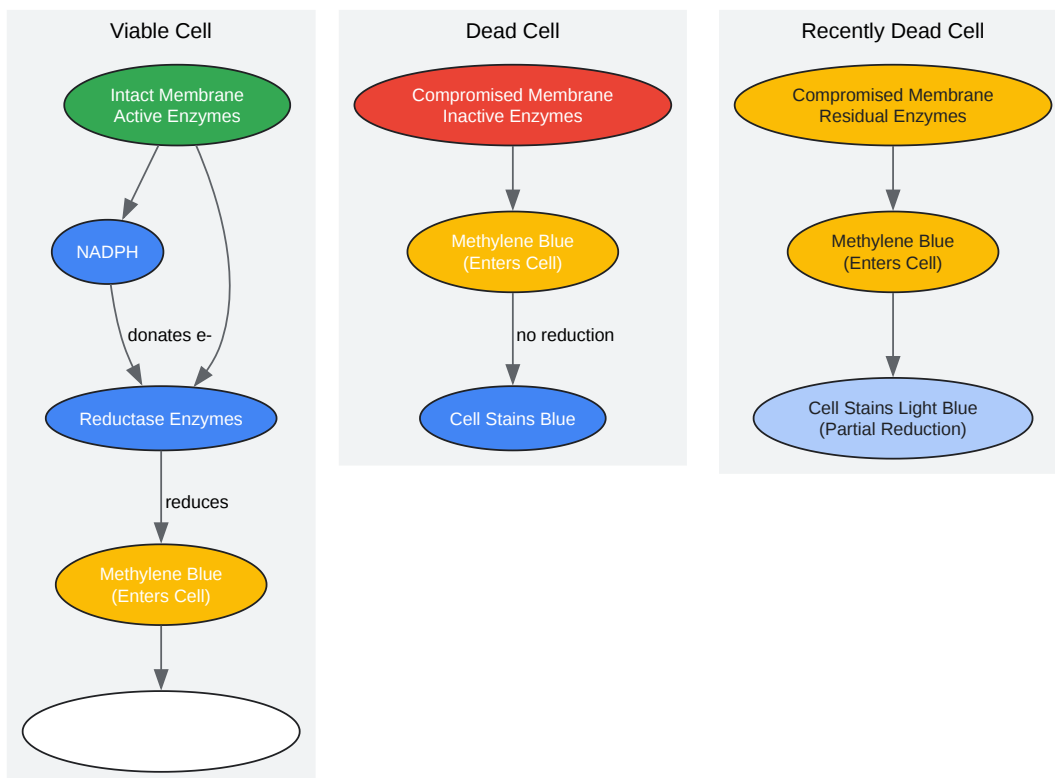 Viable Cell
Intact Membrane
Active Enzymes
NADPH
donates e-
Reductase Enzymes
reduces
Methylene Blue
(Enters Cell)
Dead Cell
Compromised Membrane
Inactive Enzymes
Methylene Blue
(Enters Cell)
no reduction
Cell Stains Blue
Recently Dead Cell
Compromised Membrane
Residual Enzymes
Methylene Blue
(Enters Cell)
Cell Stains Light Blue
(Partial Reduction)